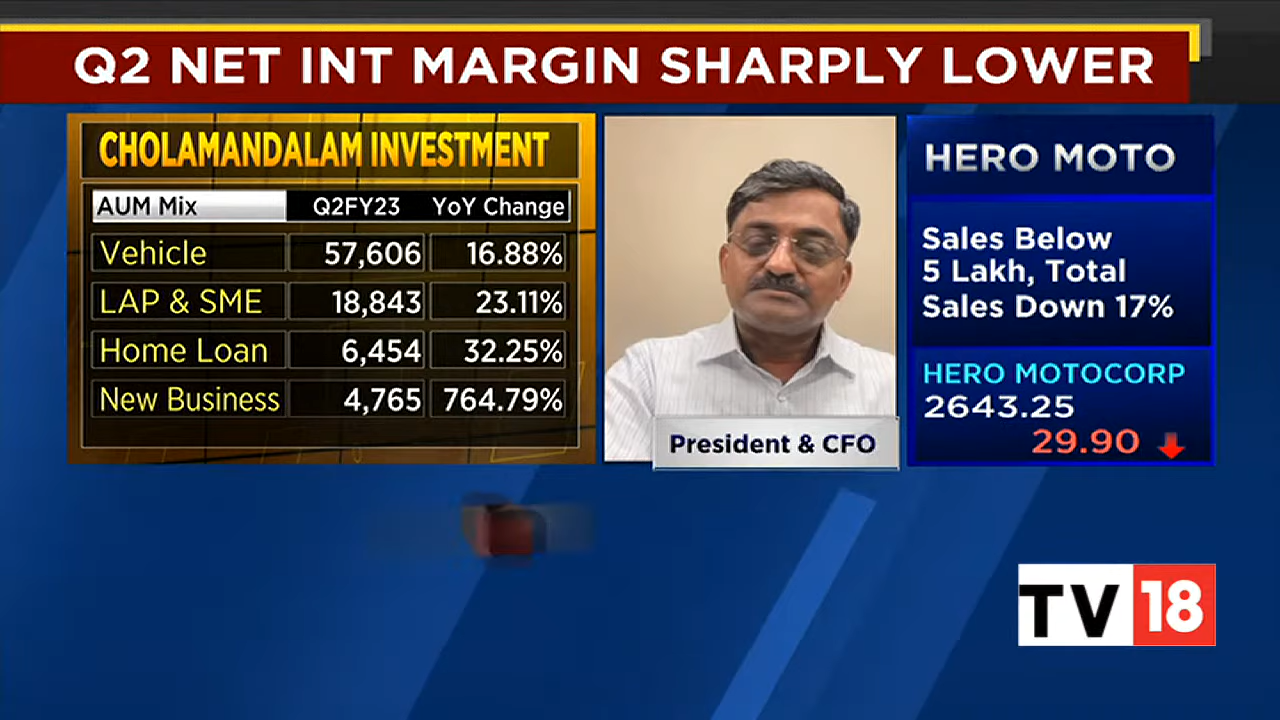 Q2 NET INT MARGIN SHARPLY LOWER
CHOLAMANDALAM INVESTMENT
AUM Mix Q2FY23 YoY Change
Vehicle 57,606 16.88%
LAP & SME 18,843 23.11%
Home Loan 6,454 32.25%
New Business 4,765 764.79%
President & CFO
HERO MOTO
Sales Below
5 Lakh, Total
Sales Down 17%
HERO MOTOCORP
2643.25
29.90
TV18